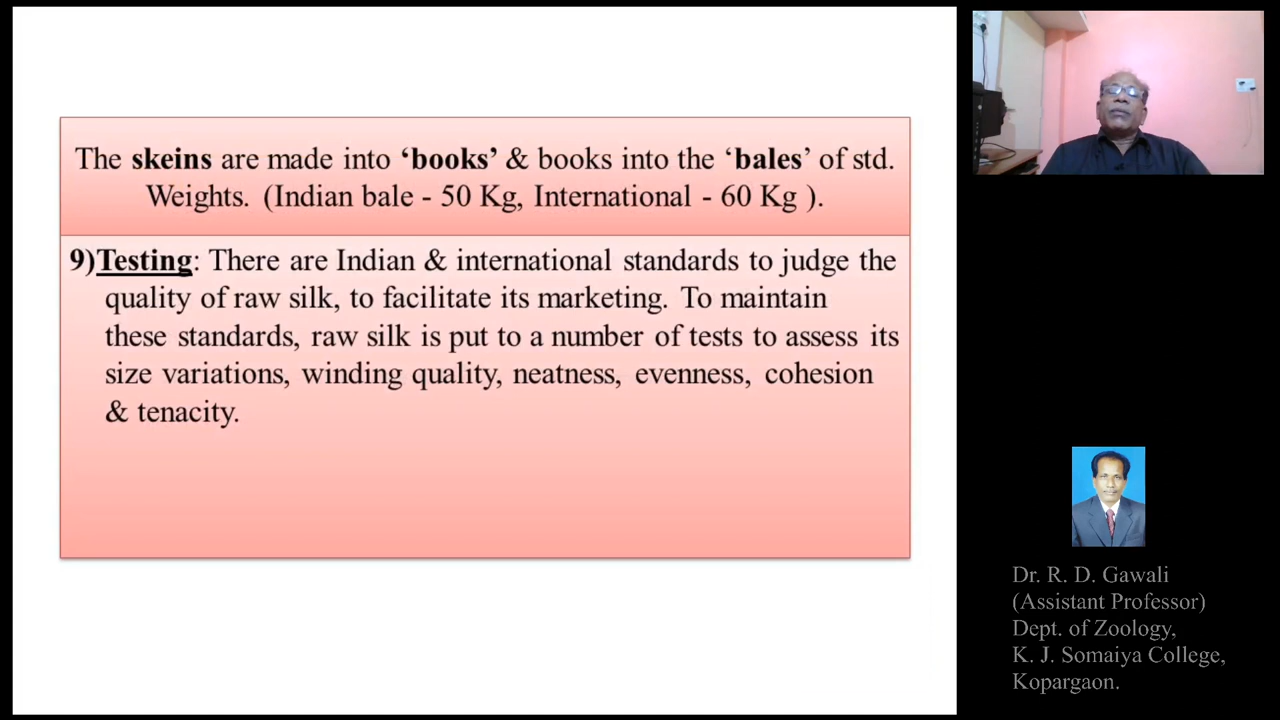 The skeins are made into ‘books’ & books into the ‘bales’ of std.
Weights. (Indian bale - 50 Kg, International - 60 Kg ).
9)Testing: There are Indian & international standards to judge the
quality of raw silk, to facilitate its marketing. To maintain
these standards, raw silk is put to a number of tests to assess its
size variations, winding quality, neatness, evenness, cohesion
& tenacity.
Dr. R. D. Gawali
(Assistant Professor)
Dept. of Zoology,
K. J. Somaiya College,
Kopargaon.